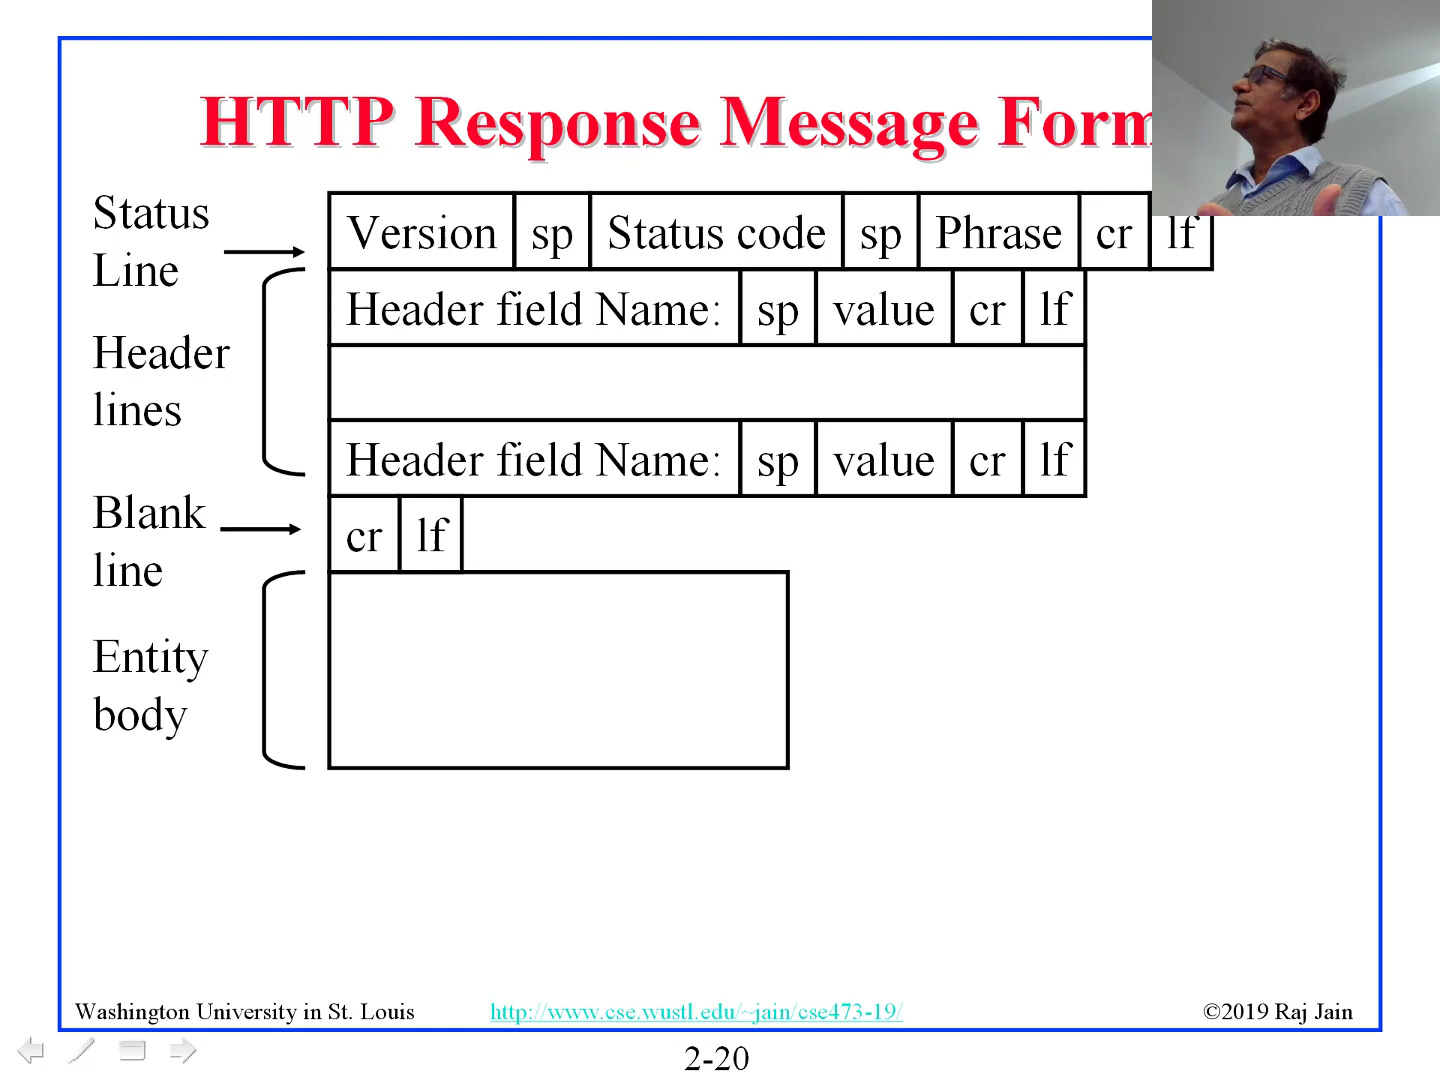 HTTP Response Message Form
Status
Line
Version sp Status code sp Phrase cr lf
Header field Name: sp value cr lf
Header
lines
Header field Name: sp value cr lf
Blank
line
cr lf
Entity
body
Washington University in St. Louis http://www.cse.wustl.edu/~jain/cse473-19/ ©2019 Raj Jain
2-20